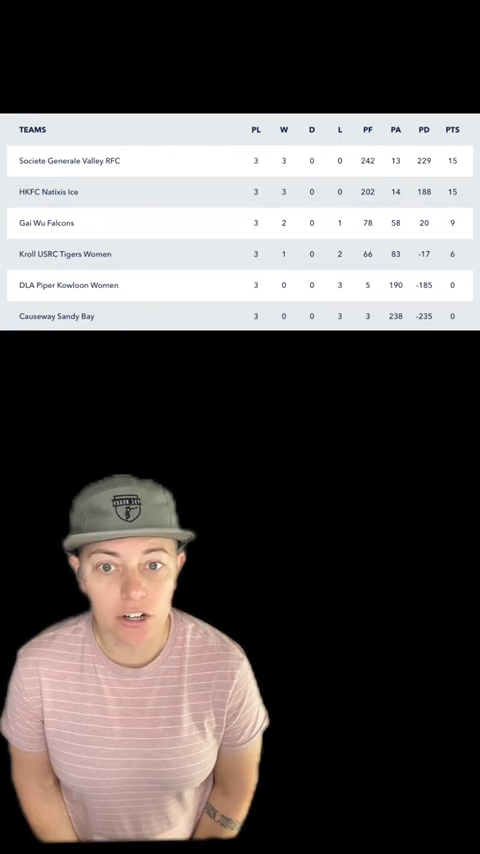 TEAMS PL W D L PF PA PD PTS
Societe Generale Valley RFC 3 3 0 0 242 13 229 15
HKFC Natixis Ice 3 3 0 0 202 14 188 15
Gai Wu Falcons 3 2 0 1 78 58 20 9
Kroll USRC Tigers Women 3 1 0 2 66 83 -17 6
DLA Piper Kowloon Women 3 0 0 3 5 190 -185 0
Causeway Sandy Bay 3 0 0 3 3 238 -235 0